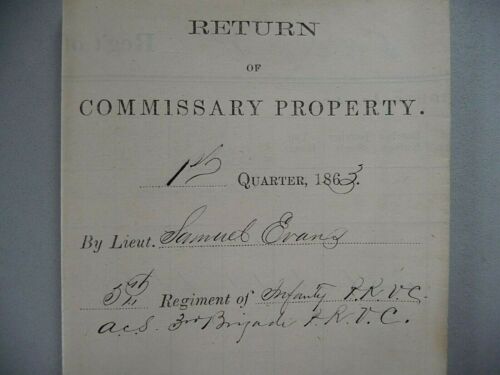 RETURN
OF
COMMISSARY PROPERTY.
1st QUARTER, 1863.
By Lieut. Samuel Evans
5th Regiment of Infantry P.R.V.C.
a.c.s. 3rd Brigade P.R.V.C.